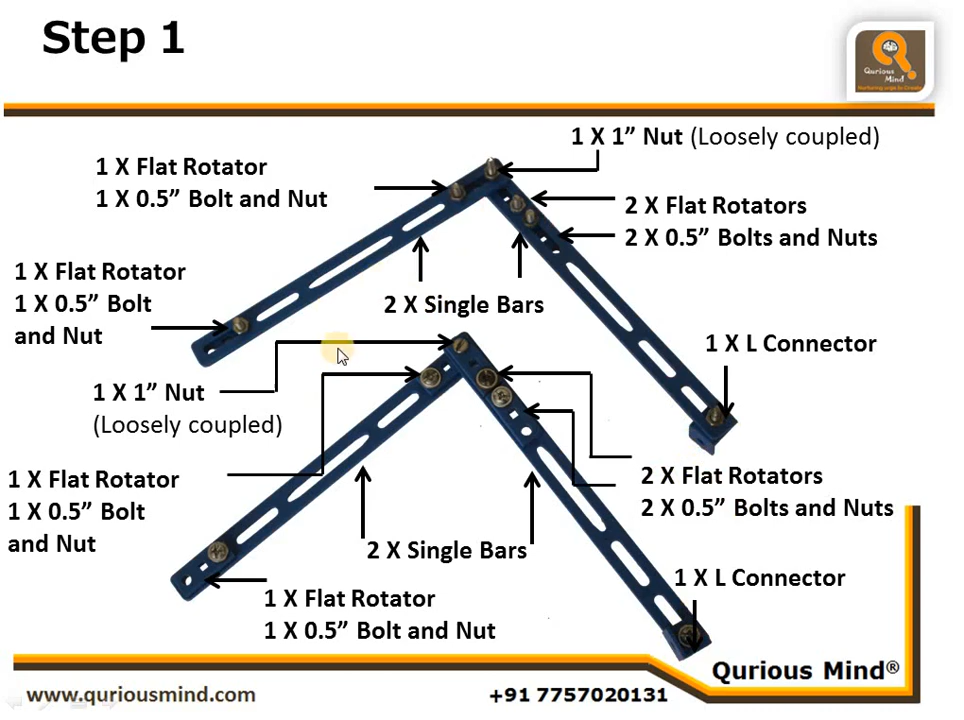 Step 1
Qurious
Mind
1 X 1” Nut (Loosely coupled)
1 X Flat Rotator
1 X 0.5” Bolt and Nut
2 X Flat Rotators
2 X 0.5” Bolts and Nuts
1 X Flat Rotator
1 X 0.5” Bolt
and Nut
2 X Single Bars
1 X L Connector
1 X 1” Nut
(Loosely coupled)
1 X Flat Rotator
1 X 0.5” Bolt
and Nut
2 X Flat Rotators
2 X 0.5” Bolts and Nuts
2 X Single Bars
1 X L Connector
1 X Flat Rotator
1 X 0.5” Bolt and Nut
Qurious Mind®
www.quriousmind.com
+91 7757020131